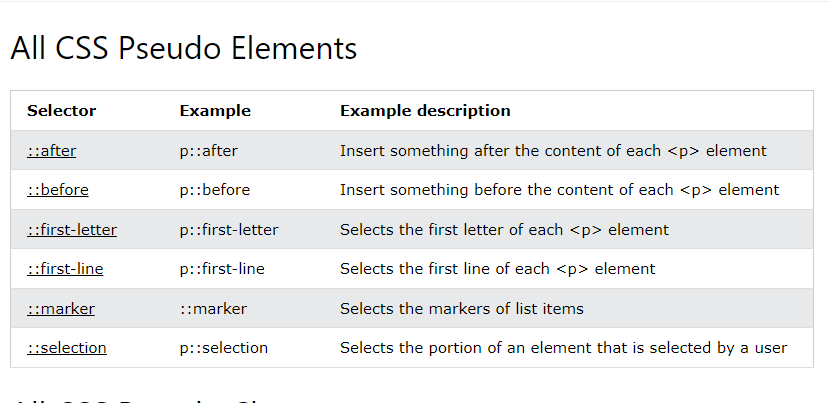 All CSS Pseudo Elements
Selector Example Example description
::after p::after Insert something after the content of each <p> element
::before p::before Insert something before the content of each <p> element
::first-letter p::first-letter Selects the first letter of each <p> element
::first-line p::first-line Selects the first line of each <p> element
::marker ::marker Selects the markers of list items
::selection p::selection Selects the portion of an element that is selected by a user